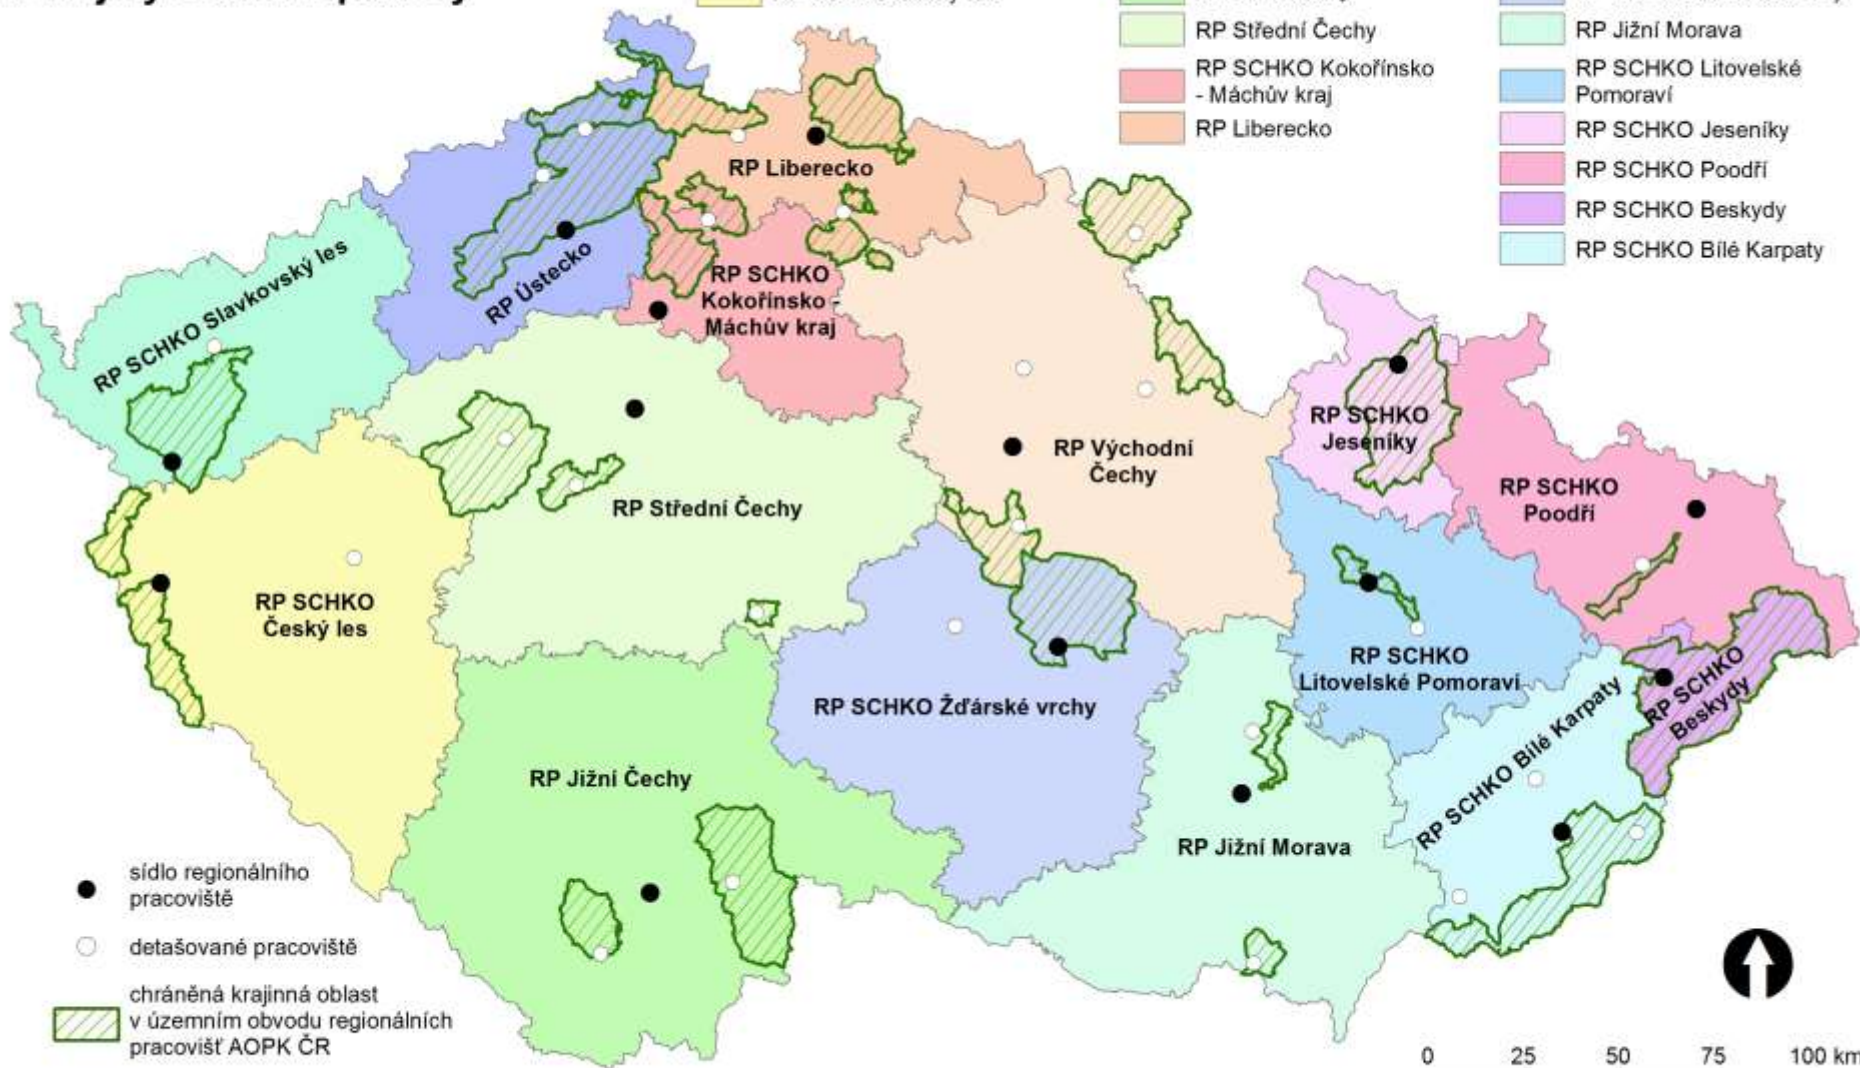 RP Střední Čechy
RP SCHKO Kokořínsko
- Máchův kraj
RP Liberecko
RP Jižní Morava
RP SCHKO Litovelské
Pomoraví
RP SCHKO Jeseníky
RP SCHKO Poodří
RP SCHKO Beskydy
RP SCHKO Bílé Karpaty
RP Liberecko
RP Ústecko
RP SCHKO
Kokořínsko -
Máchův kraj
RP SCHKO Slavkovský les
RP SCHKO
Jeseníky
RP Východní
Čechy
RP Střední Čechy
RP SCHKO
Poodří
RP SCHKO
Český les
RP SCHKO
Litovelské Pomoraví
RP SCHKO
Beskydy
RP SCHKO Žďárské vrchy
RP SCHKO Bílé Karpaty
RP Jižní Čechy
RP Jižní Morava
sídlo regionálního
pracoviště
detašované pracoviště
chráněná krajinná oblast
v územním obvodu regionálních
pracovišť AOPK ČR
0 25 50 75 100 km